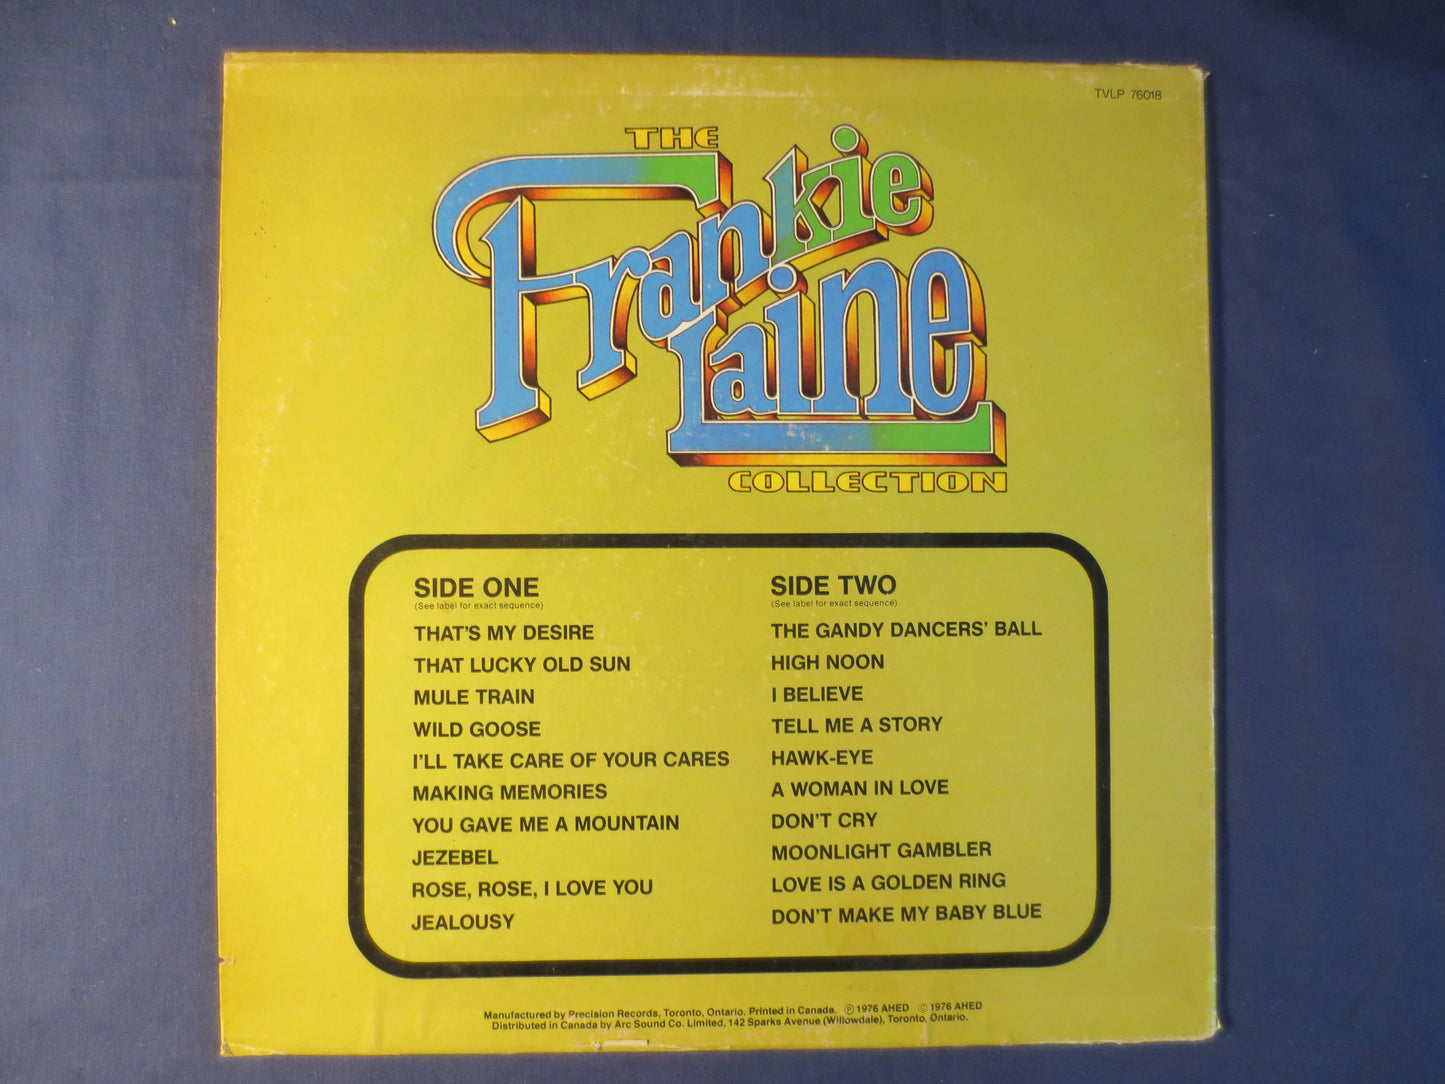 TVLP 76018
THE
Frankie
Laine
COLLECTION
SIDE ONE
(See label for exact sequence)
THAT'S MY DESIRE
THAT LUCKY OLD SUN
MULE TRAIN
WILD GOOSE
I'LL TAKE CARE OF YOUR CARES
MAKING MEMORIES
YOU GAVE ME A MOUNTAIN
JEZEBEL
ROSE, ROSE, I LOVE YOU
JEALOUSY
SIDE TWO
(See label for exact sequence)
THE GANDY DANCERS' BALL
HIGH NOON
I BELIEVE
TELL ME A STORY
HAWK-EYE
A WOMAN IN LOVE
DON'T CRY
MOONLIGHT GAMBLER
LOVE IS A GOLDEN RING
DON'T MAKE MY BABY BLUE
Manufactured by Precision Records, Toronto, Ontario. Printed in Canada. ℗ 1976 AHED © 1976 AHED
Distributed in Canada by Arc Sound Co. Limited, 142 Sparks Avenue (Willowdale), Toronto, Ontario.